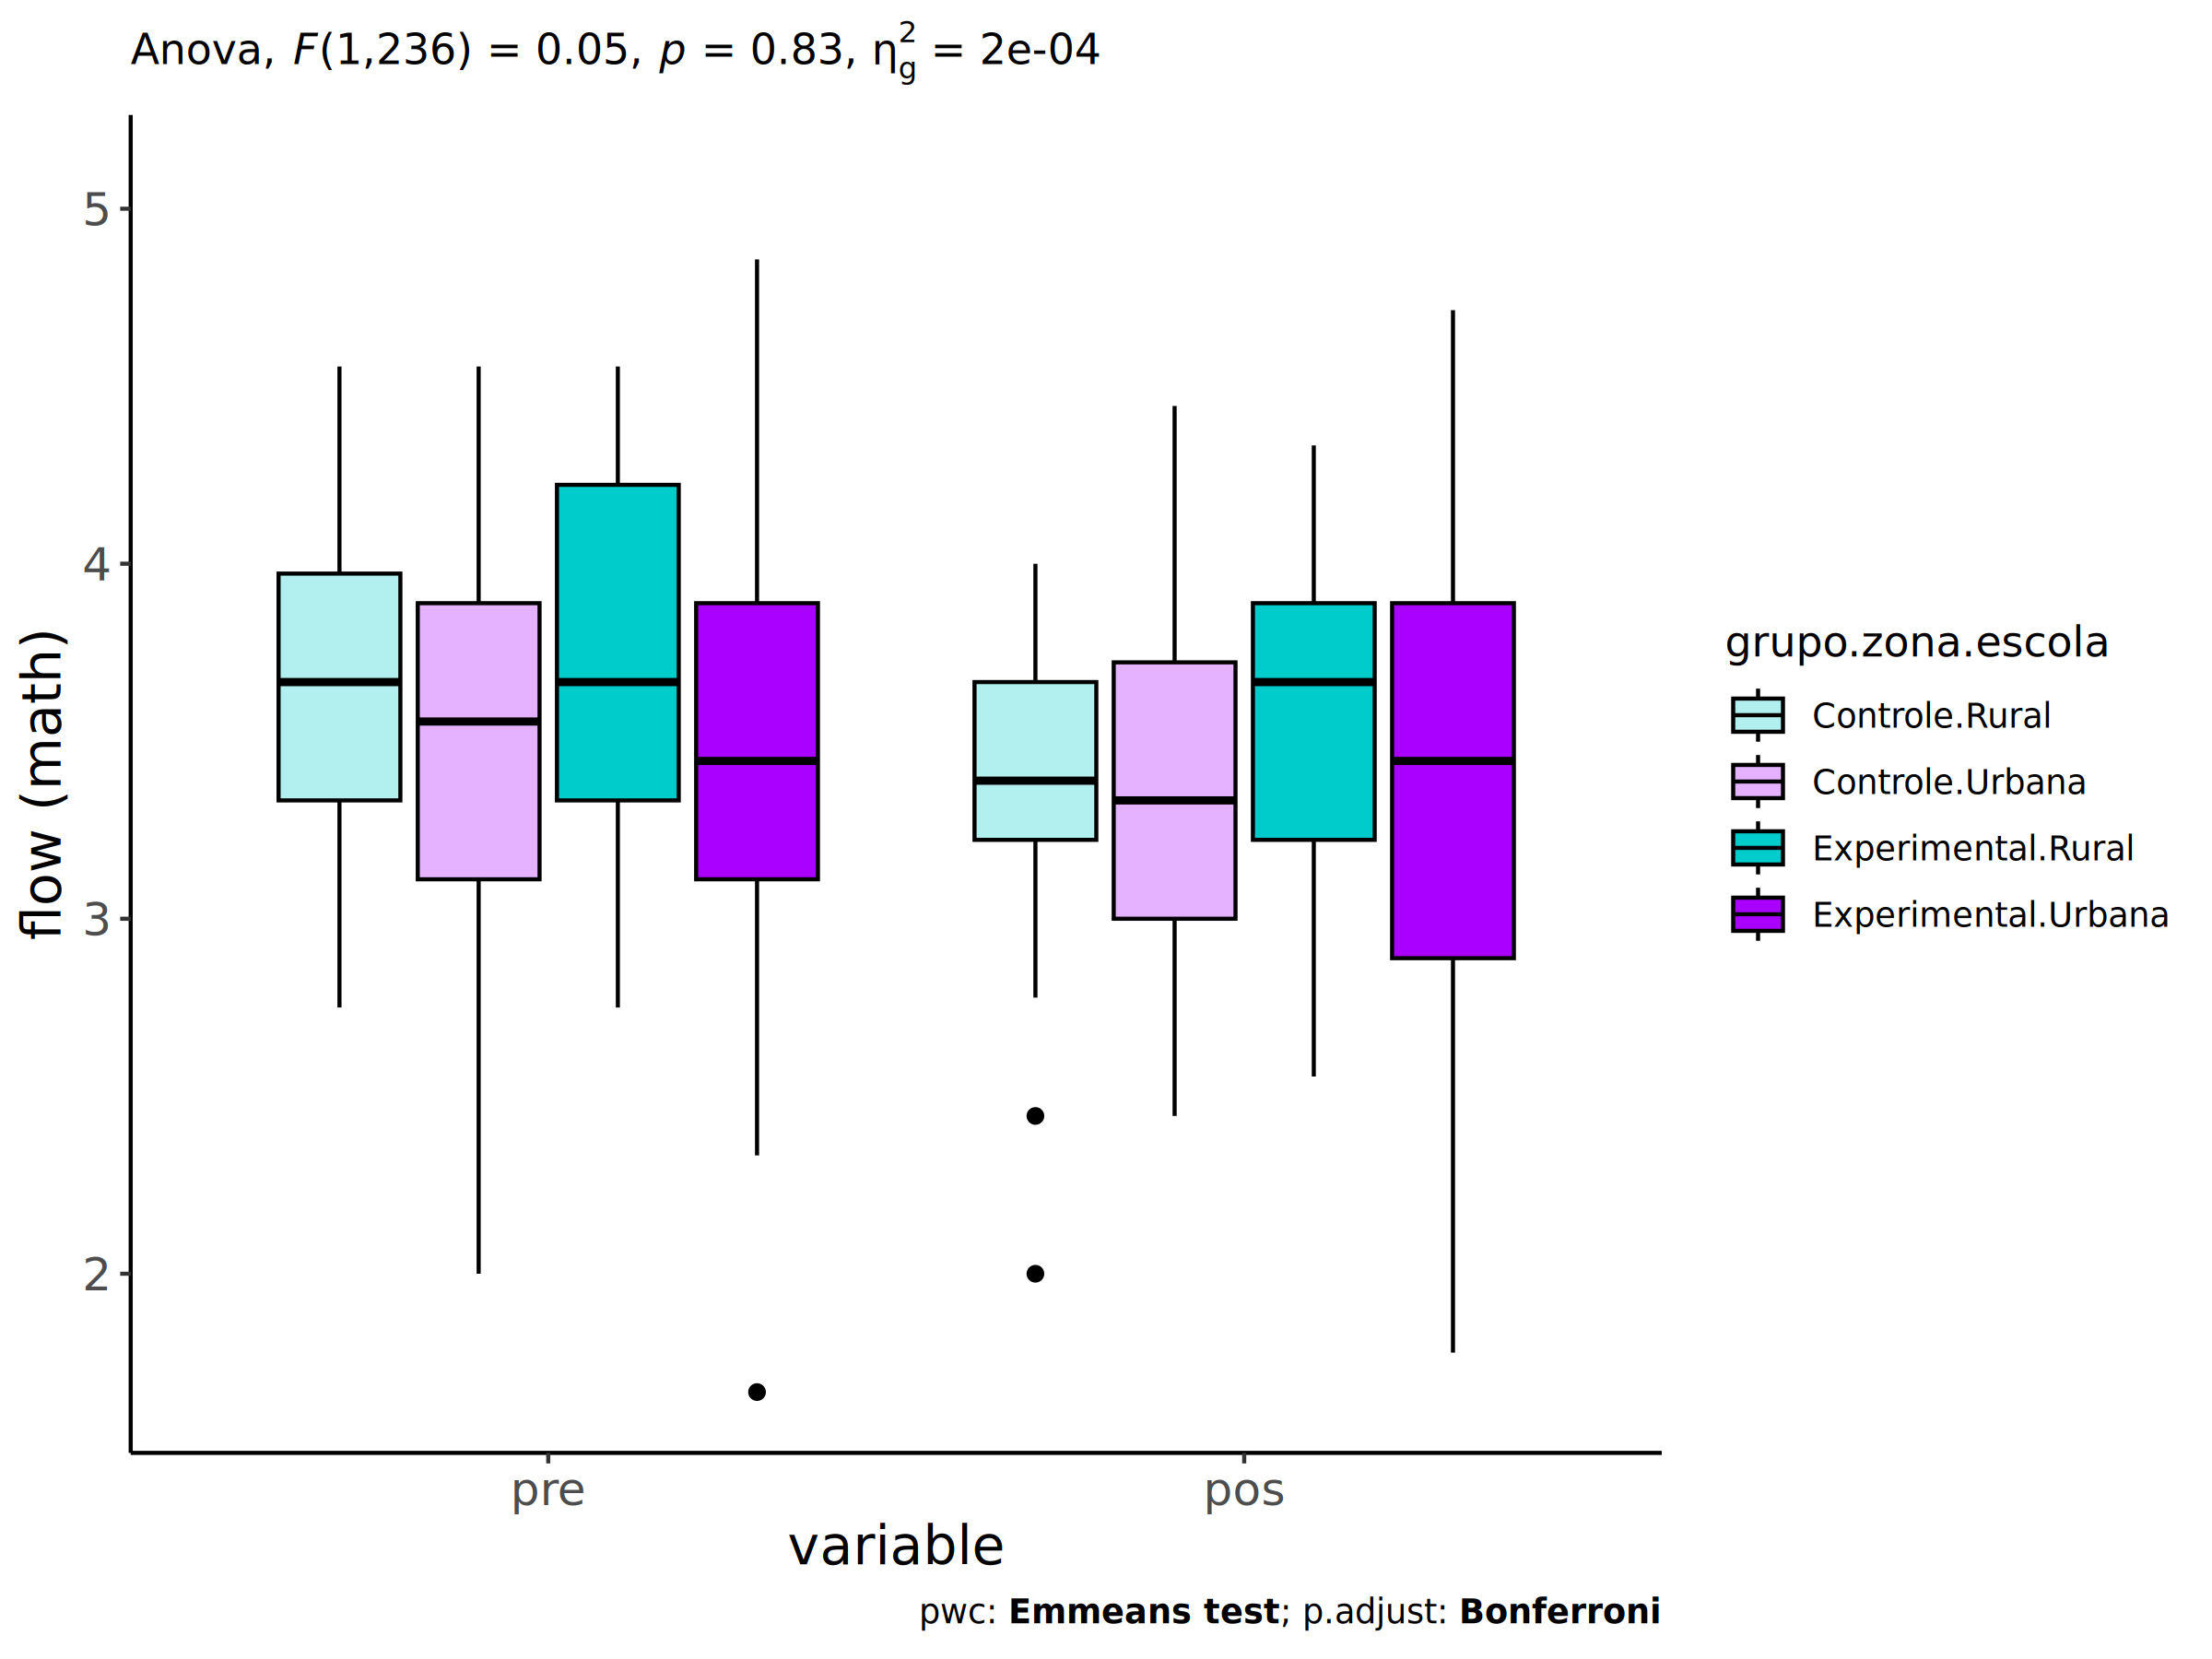 Anova, F(1,236) = 0.05, p = 0.83, η²g = 2e-04
5
4
3
2
flow (math)
pre
pos
variable
pwc: Emmeans test; p.adjust: Bonferroni
grupo.zona.escola
Controle.Rural
Controle.Urbana
Experimental.Rural
Experimental.Urbana